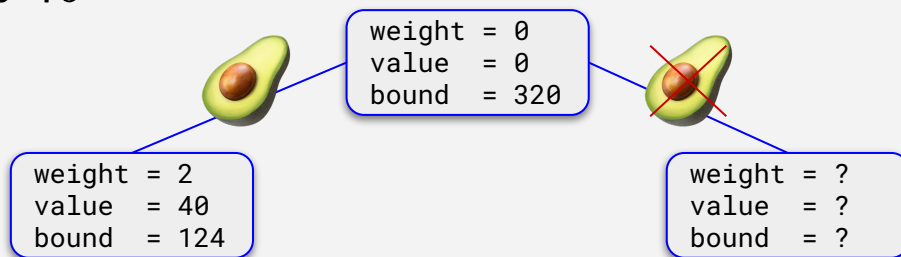 weight = 0
value  = 0
bound  = 320
weight = 2
value  = 40
bound  = 124
weight = ?
value  = ?
bound  = ?